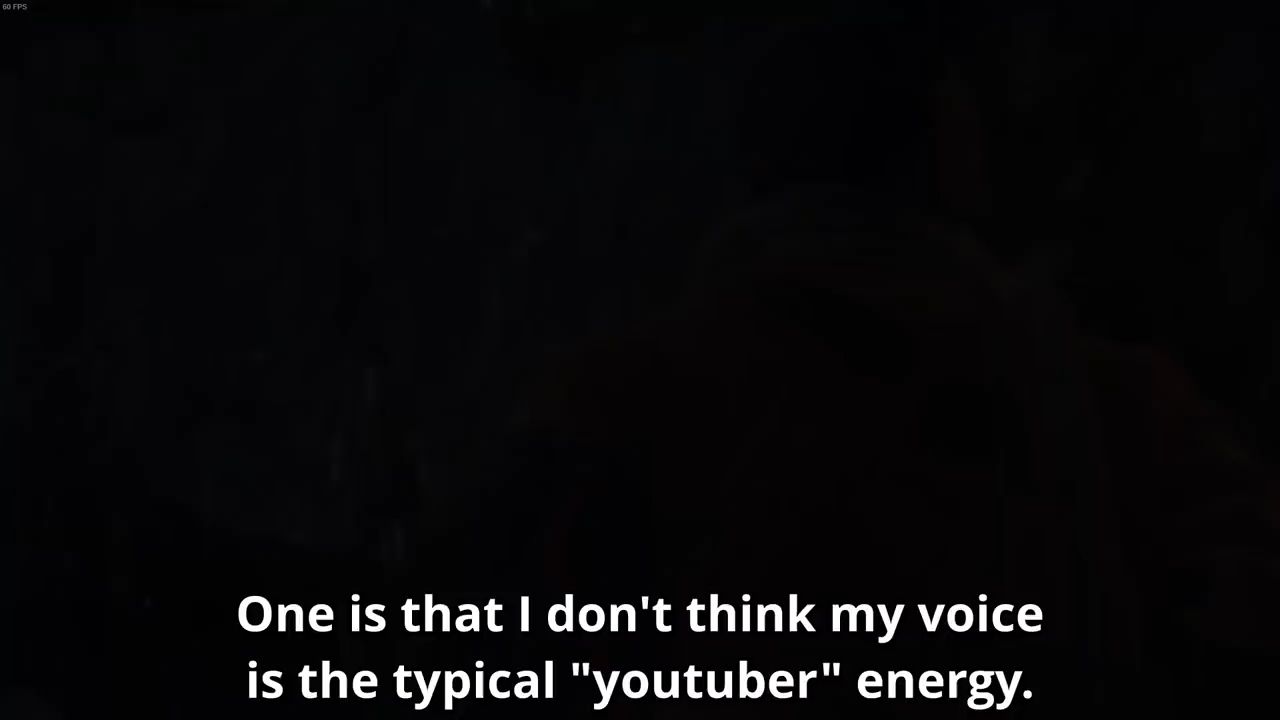 60 FPS
One is that I don't think my voice
is the typical "youtuber" energy.